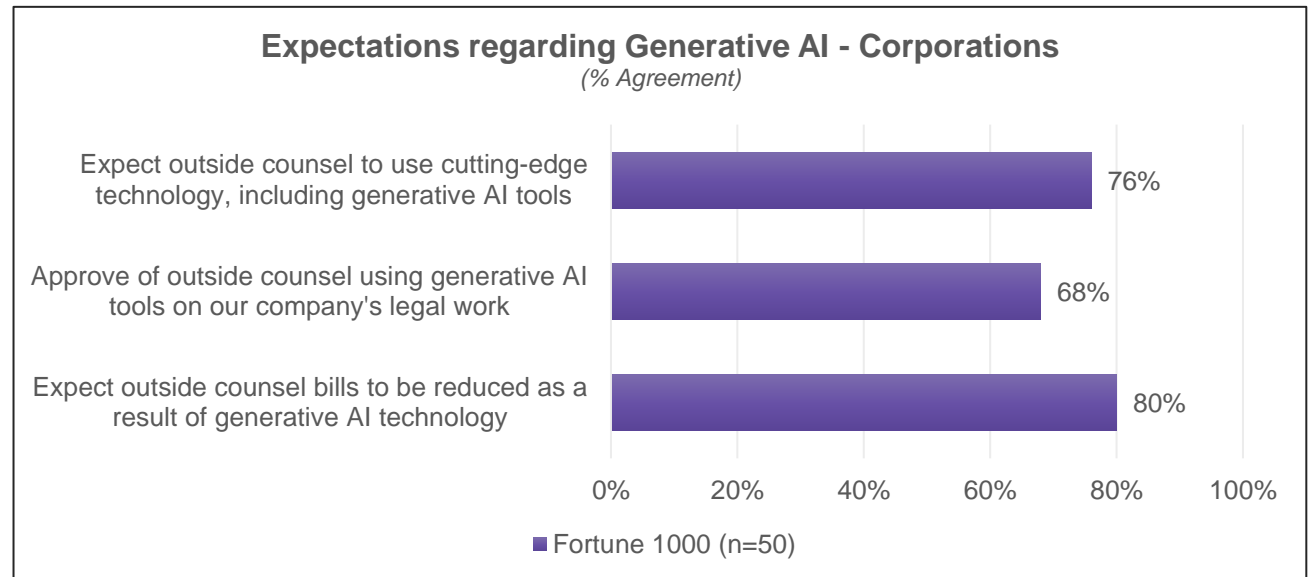 Expectations regarding Generative AI - Corporations
(% Agreement)
Expect outside counsel to use cutting-edge
technology, including generative AI tools
76%
Approve of outside counsel using generative AI
tools on our company's legal work
68%
Expect outside counsel bills to be reduced as a
result of generative AI technology
80%
0% 20% 40% 60% 80% 100%
Fortune 1000 (n=50)